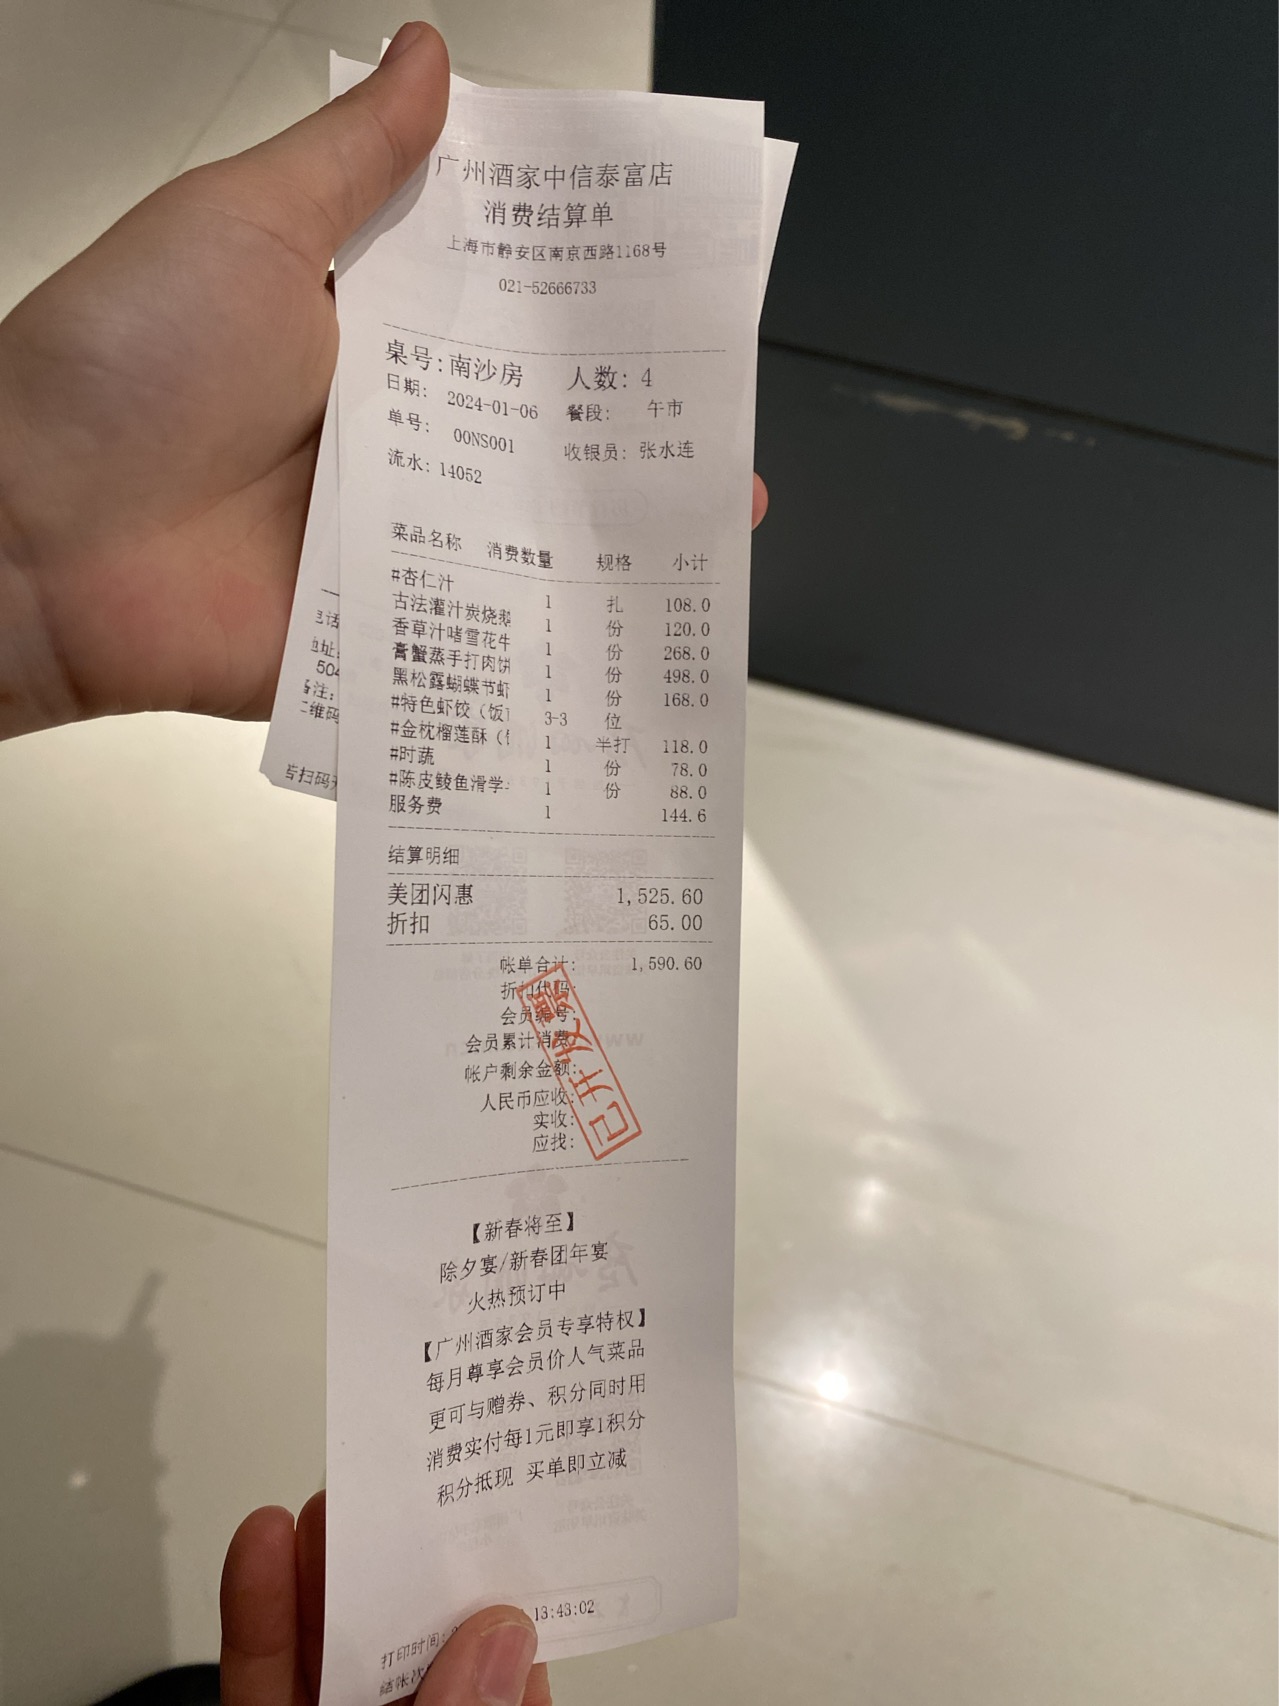 广州酒家中信泰富店
消费结算单
上海市静安区南京西路1168号
021-52666733
桌号:南沙房 人数: 4
日期: 2024-01-06 餐段: 午市
单号: 00NS001 收银员: 张水连
流水: 14052
菜品名称 消费数量 规格 小计
#杏仁汁 1 扎 108.0
古法灌汁炭烧鹅 1 份 120.0
香草汁啫雪花牛 1 份 268.0
膏蟹蒸手打肉饼 1 份 498.0
黑松露蝴蝶节虾 1 份 168.0
#特色虾饺（饭 3-3 位
#金枕榴莲酥（ 1 半打 118.0
#时蔬 1 份 78.0
#陈皮鲮鱼滑学 1 份 88.0
服务费 1 144.6
结算明细
美团闪惠 1,525.60
折扣 65.00
帐单合计: 1,590.60
折扣代码:
会员编号:
会员累计消费:
帐户剩余金额:
人民币应收:
实收:
应找:
已开发票
【新春将至】
除夕宴/新春团年宴
火热预订中
【广州酒家会员专享特权】
每月尊享会员价人气菜品
更可与赠券、积分同时用
消费实付每1元即享1积分
积分抵现 买单即立减
打印时间: 13:43:02
结帐次
地址:
504
备注:
二维码
扫码